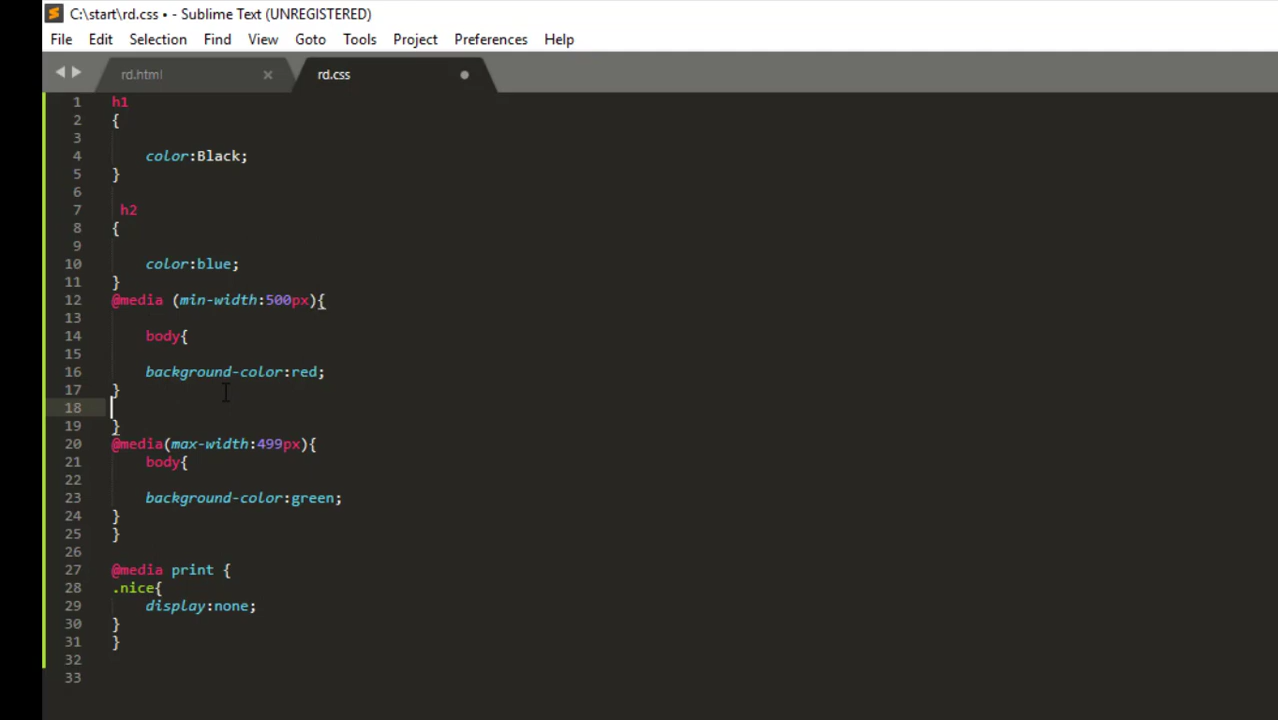 C:\start\rd.css • - Sublime Text (UNREGISTERED)
File Edit Selection Find View Goto Tools Project Preferences Help
rd.html × rd.css
1 h1
2 {
3
4 color:Black;
5 }
6
7 h2
8 {
9
10 color:blue;
11 }
12 @media (min-width:500px){
13
14 body{
15
16 background-color:red;
17 }
18
19 }
20 @media(max-width:499px){
21 body{
22
23 background-color:green;
24 }
25 }
26
27 @media print {
28 .nice{
29 display:none;
30 }
31 }
32
33